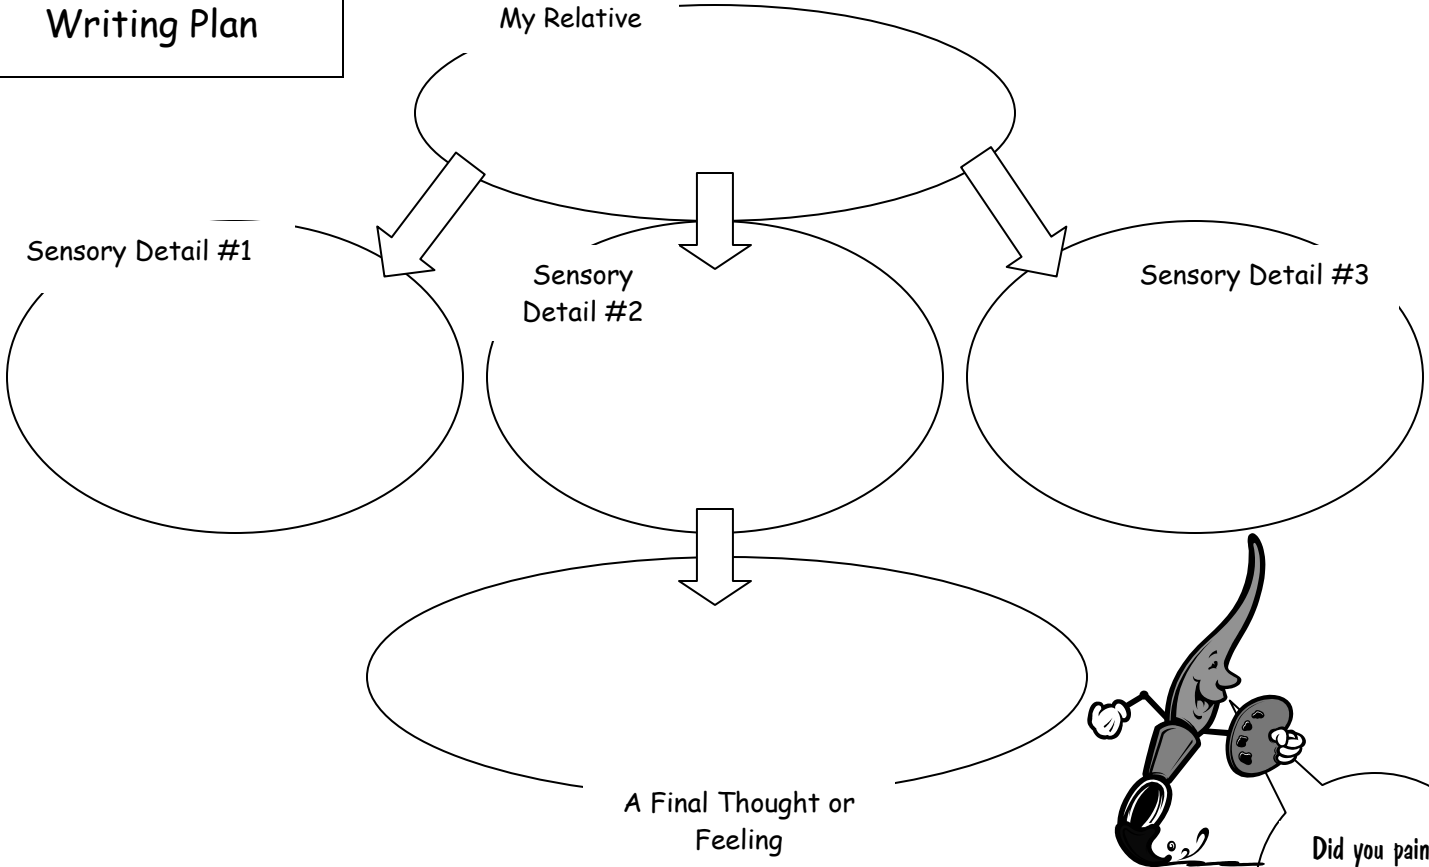 Writing Plan
My Relative
Sensory Detail #1
Sensory
Detail #2
Sensory Detail #3
A Final Thought or
Feeling
Did you pain